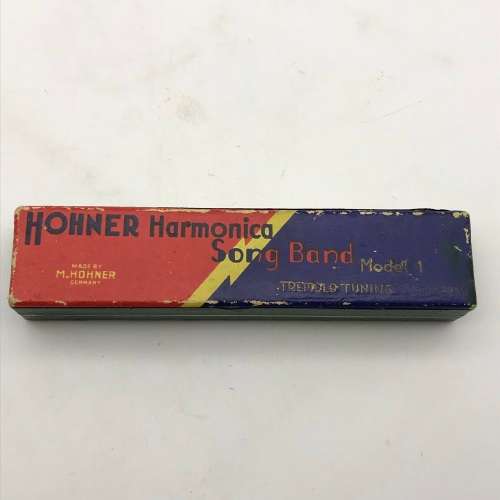 HOHNER Harmonica
Song Band
Model 1
MADE BY
M. HOHNER
GERMANY
TREMOLO TUNING